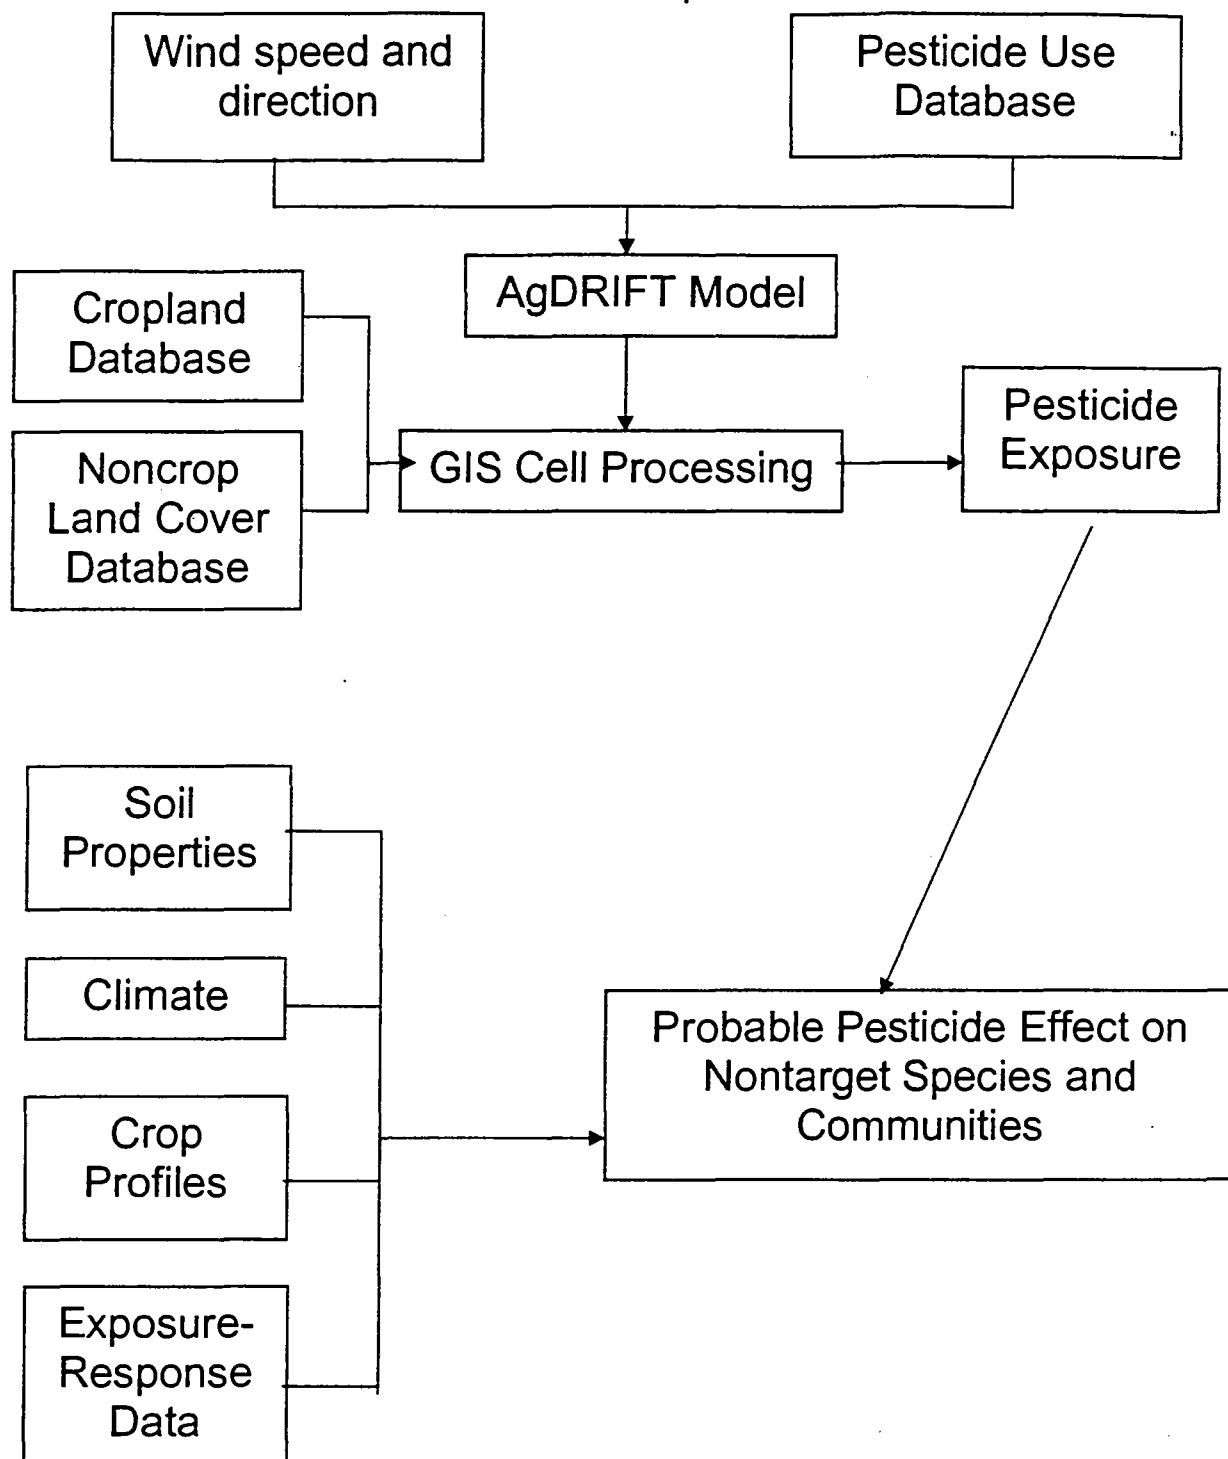 Wind speed and
direction
Pesticide Use
Database
AgDRIFT Model
Cropland
Database
Noncrop
Land Cover
Database
GIS Cell Processing
Pesticide
Exposure
Soil
Properties
Climate
Crop
Profiles
Exposure-
Response
Data
Probable Pesticide Effect on
Nontarget Species and
Communities